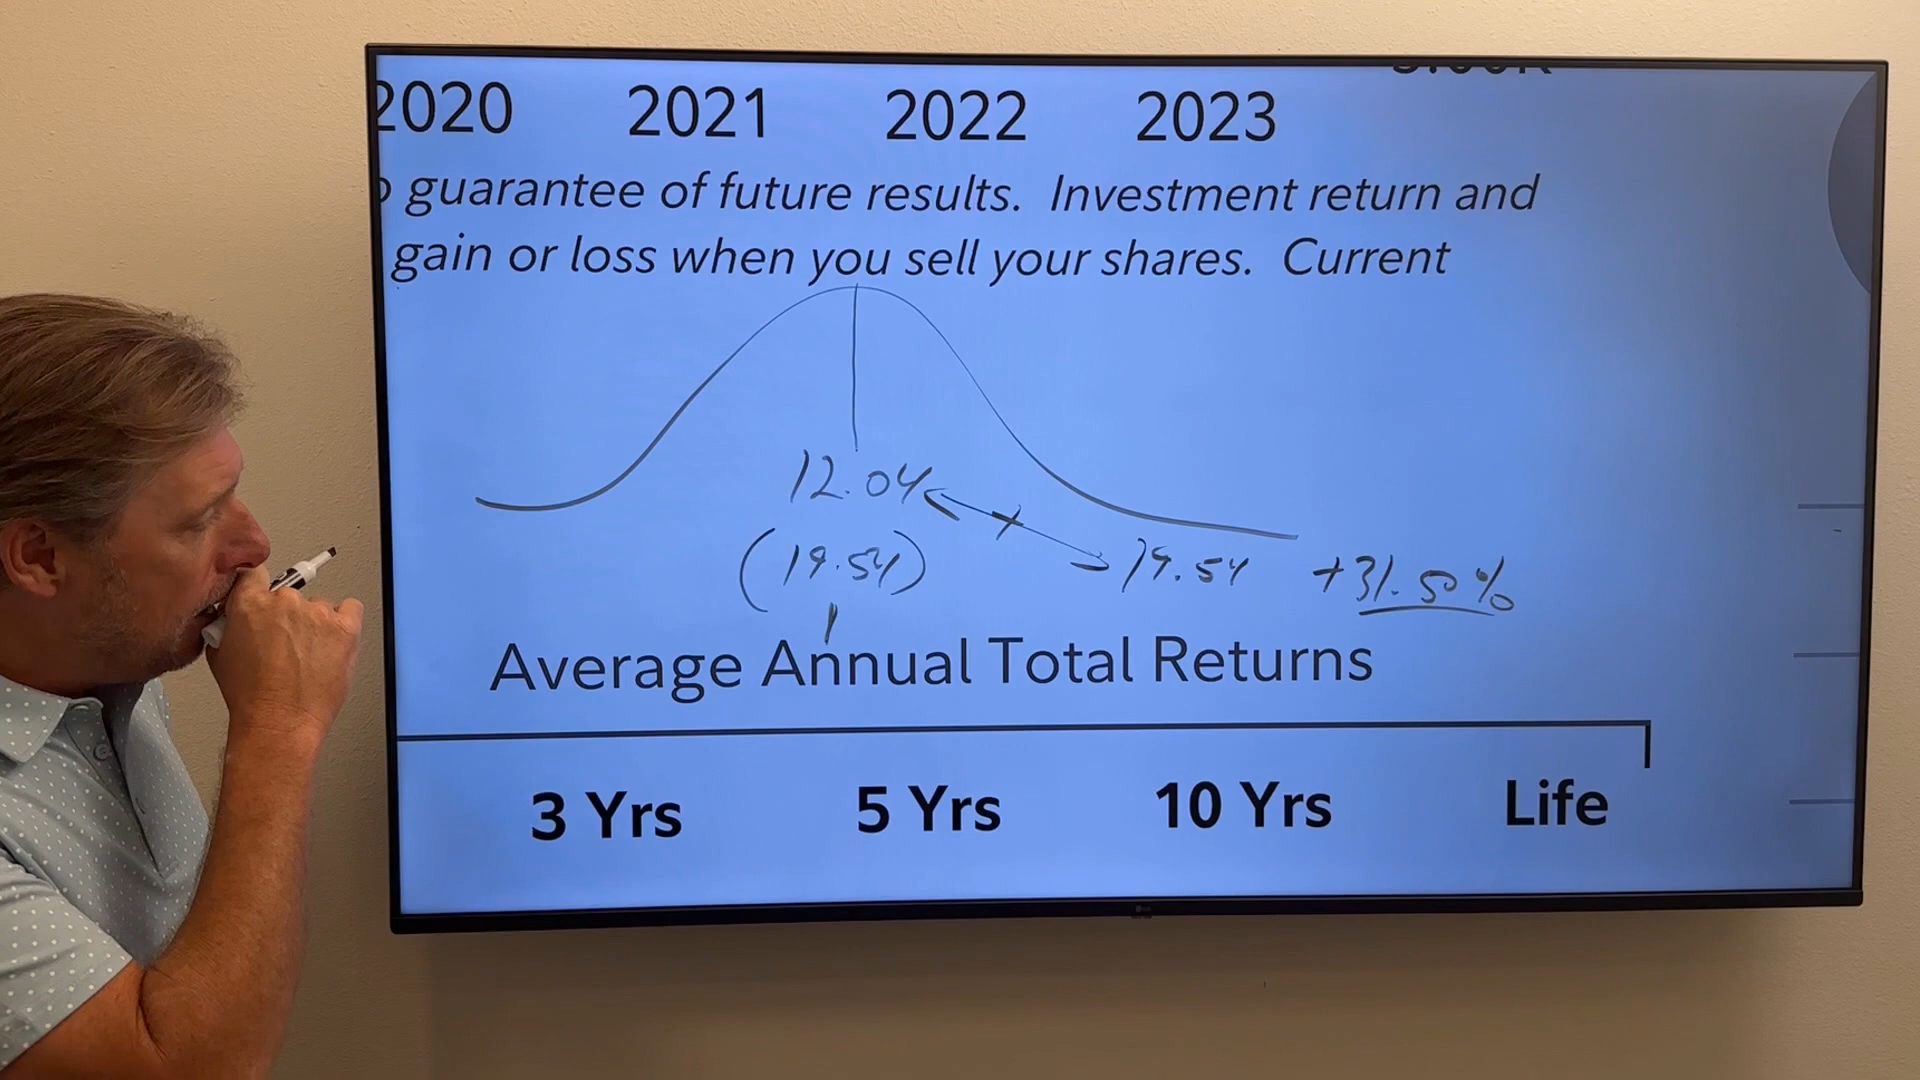 2020 2021 2022 2023
guarantee of future results. Investment return and
gain or loss when you sell your shares. Current
12.04
(19.54) 19.54 +31.50%
Average Annual Total Returns
3 Yrs 5 Yrs 10 Yrs Life